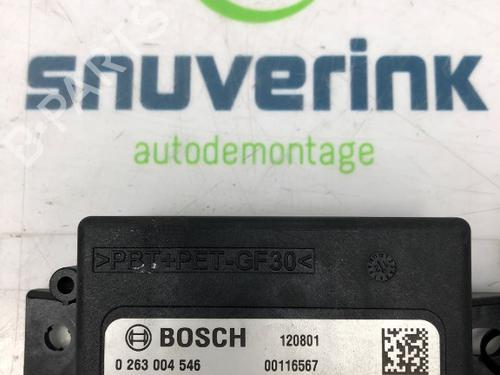 snuverink
autodemontage
B-PARTS
>PBT+PET-GF30<
BOSCH 120801
0 263 004 546 00116567